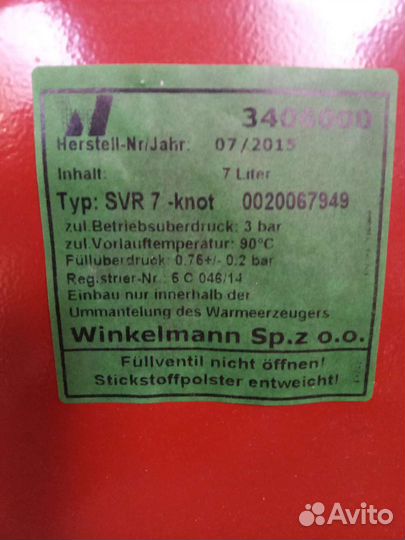 W 3408000
Herstell-Nr/Jahr: 07/2015
Inhalt: 7 Liter
Typ: SVR 7 -knot 0020067949
zul.Betriebsüberdruck: 3 bar
zul.Vorlauftemperatur: 90°C
Füllüberdruck: 0.75+/- 0.2 bar
Registrier-Nr.: 6 C 046/14
Einbau nur innerhalb der
Ummantelung des Warmeerzeugers
Winkelmann Sp.z o.o.
Füllventil nicht öffnen!
Stickstoffpolster entweicht!
Avito